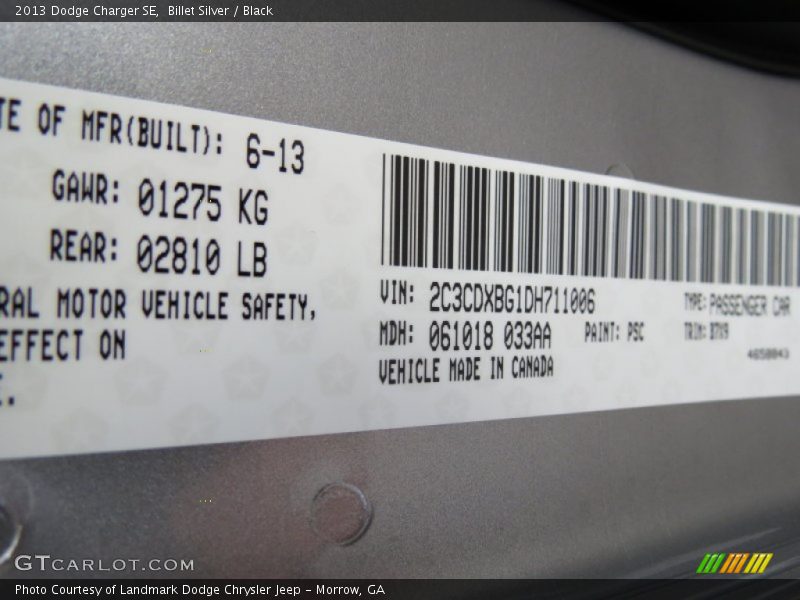 2013 Dodge Charger SE, Billet Silver / Black
TE OF MFR(BUILT): 6-13
GAWR: 01275 KG
REAR: 02810 LB
RAL MOTOR VEHICLE SAFETY,
EFFECT ON
E.
VIN: 2C3CDXBG1DH711006
TYPE: PASSENGER CAR
MDH: 061018 033AA
PAINT: PSC
TRIM:
VEHICLE MADE IN CANADA
GTCARLOT.COM
Photo Courtesy of Landmark Dodge Chrysler Jeep – Morrow, GA